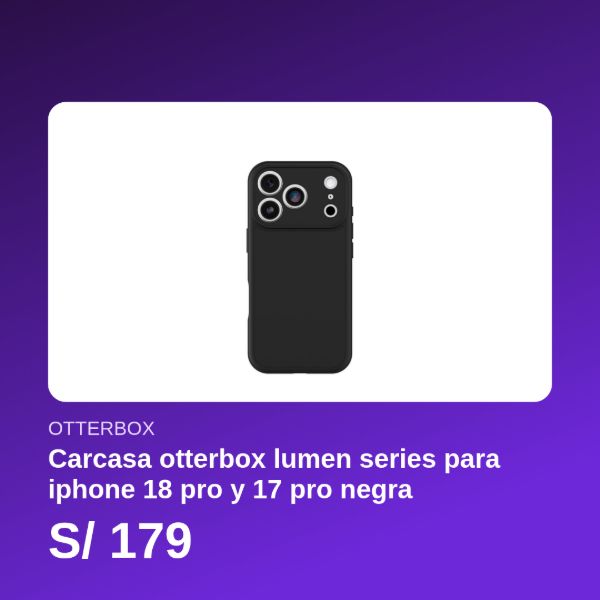 OTTERBOX
Carcasa otterbox lumen series para
iphone 18 pro y 17 pro negra
S/ 179